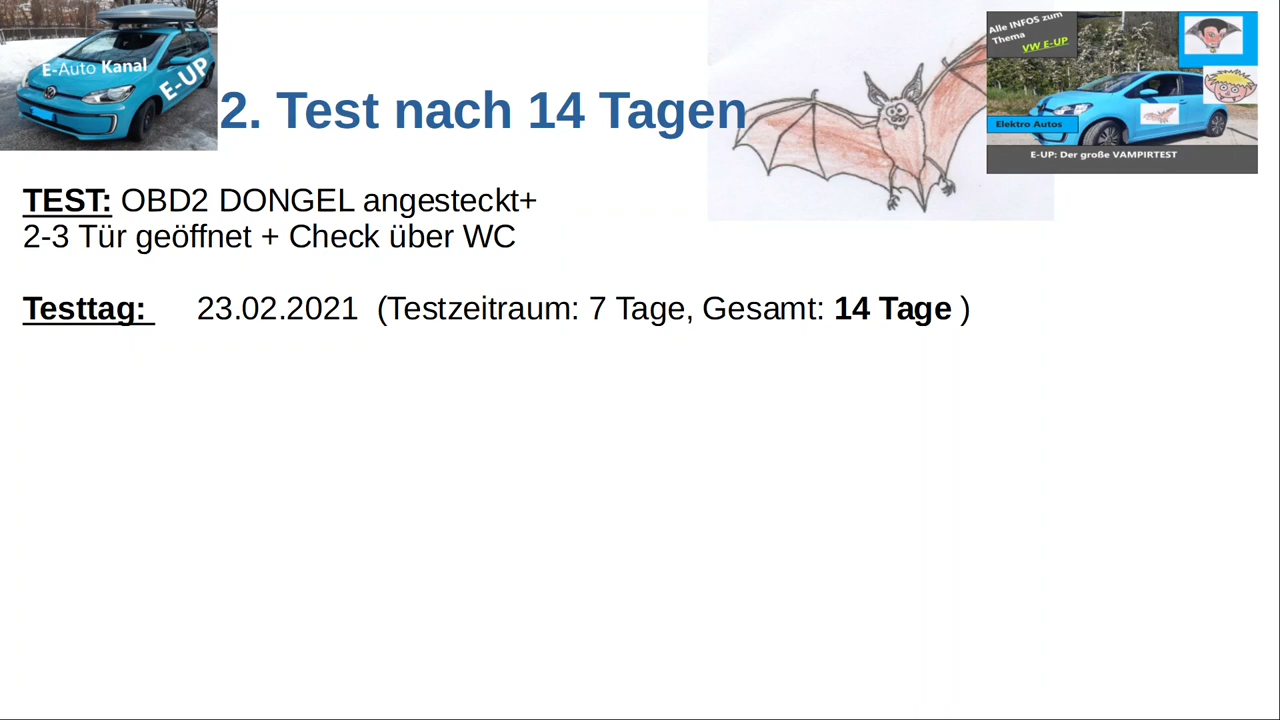 E-Auto Kanal
E-UP
2. Test nach 14 Tagen
Alle INFOS zum
Thema
VW E-UP
Elektro Autos
E-UP: Der große VAMPIRTEST
TEST: OBD2 DONGEL angesteckt+
2-3 Tür geöffnet + Check über WC
Testtag: 23.02.2021 (Testzeitraum: 7 Tage, Gesamt: 14 Tage )